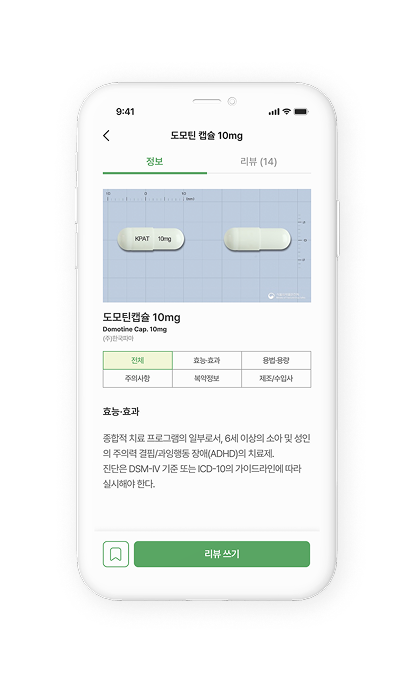 9:41
도모틴 캡슐 10mg
정보
리뷰 (14)
10 0 10
(mm)
KPAT 10mg
도모틴캡슐 10mg
Domotine Cap. 10mg
(주)한국파마
전체
효능·효과
용법·용량
주의사항
복약정보
제조/수입사
효능·효과
종합적 치료 프로그램의 일부로서, 6세 이상의 소아 및 성인
의 주의력 결핍/과잉행동 장애(ADHD)의 치료제.
진단은 DSM-IV 기준 또는 ICD-10의 가이드라인에 따라
실시해야 한다.
리뷰 쓰기